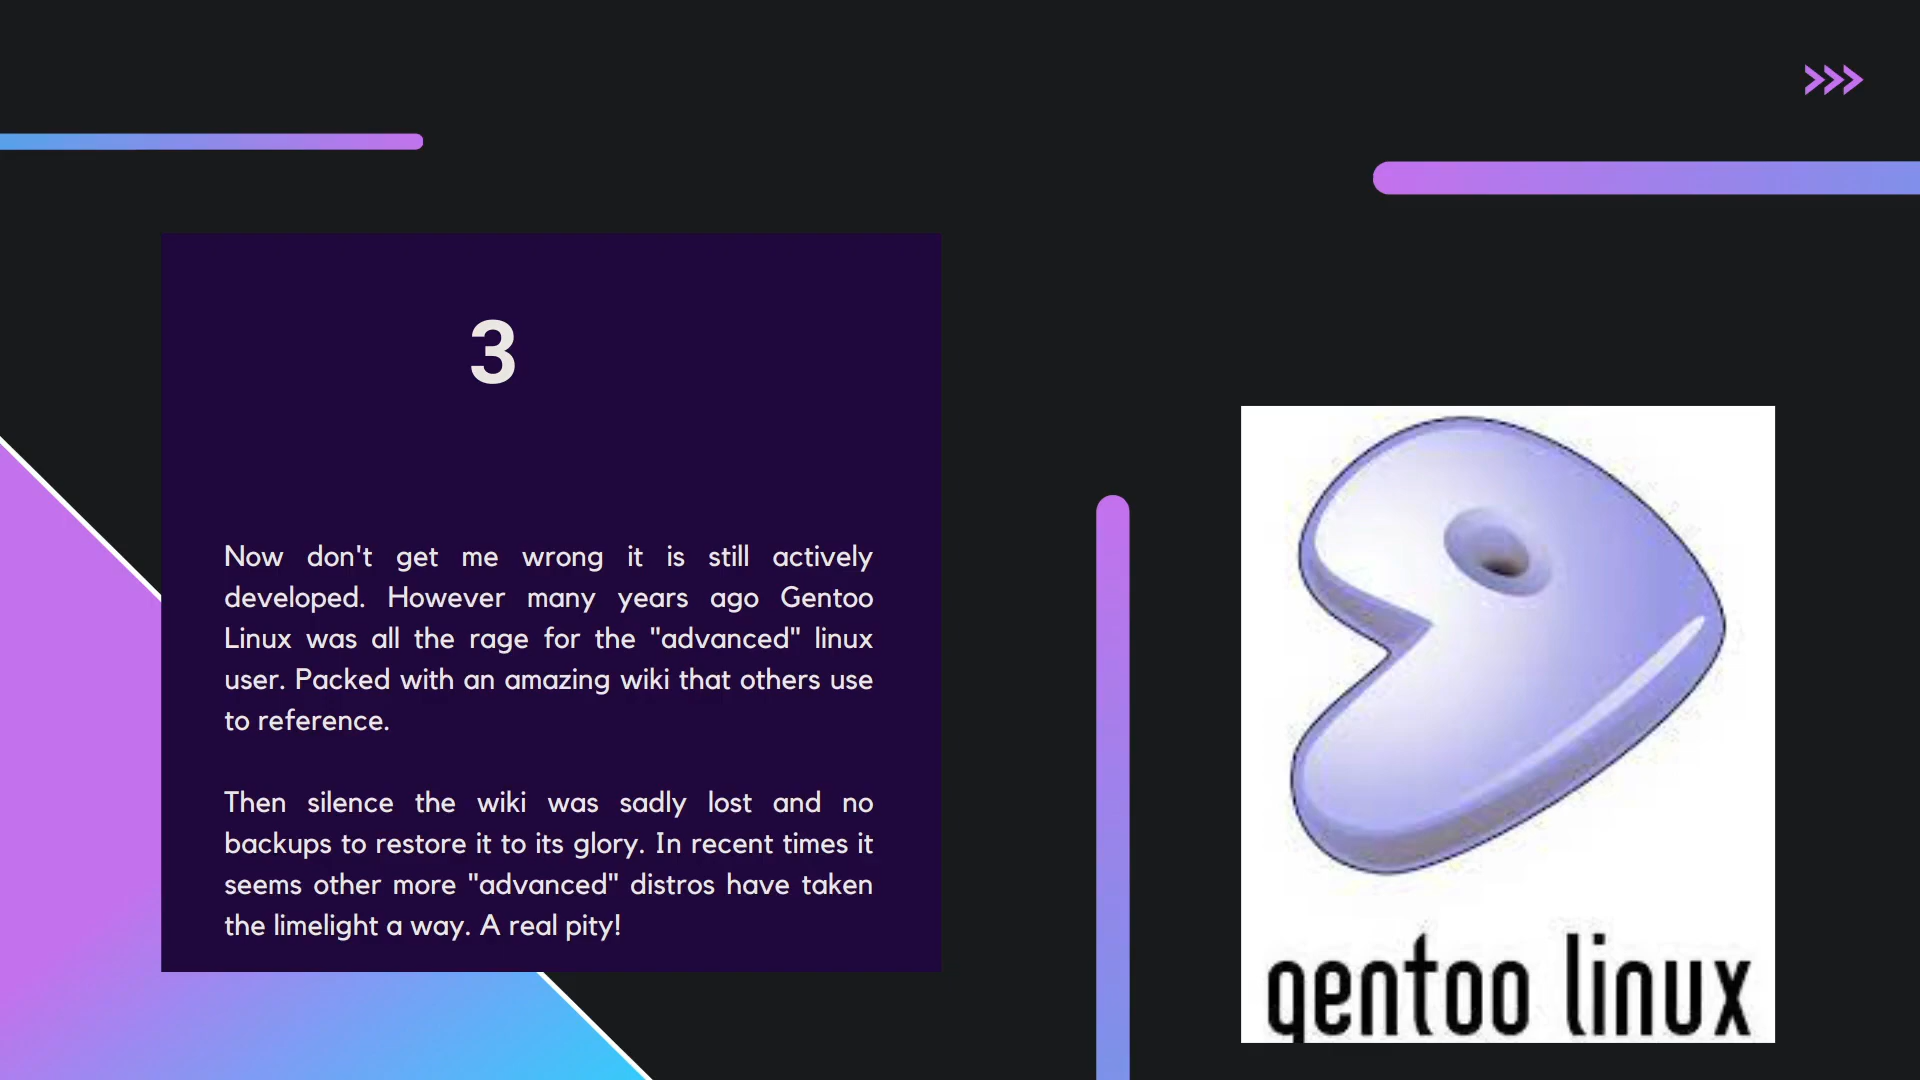 3
Now don't get me wrong it is still actively
developed. However many years ago Gentoo
Linux was all the rage for the "advanced" linux
user. Packed with an amazing wiki that others use
to reference.
Then silence the wiki was sadly lost and no
backups to restore it to its glory. In recent times it
seems other more "advanced" distros have taken
the limelight a way. A real pity!
gentoo linux